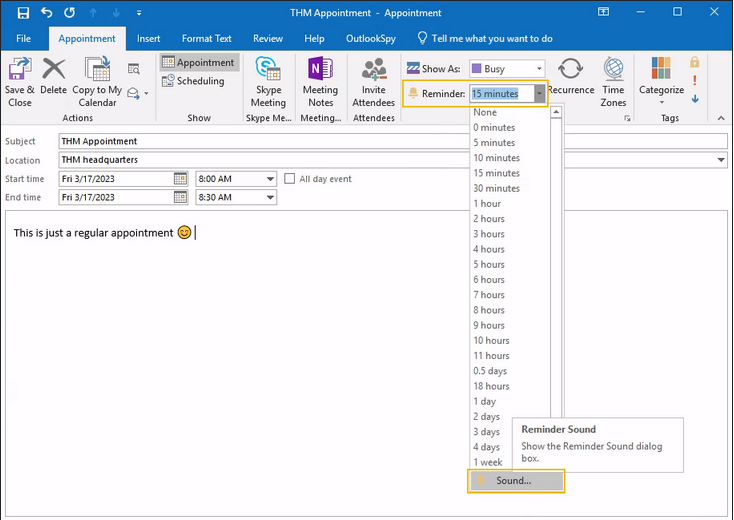 THM Appointment - Appointment
File Appointment Insert Format Text Review Help OutlookSpy Tell me what you want to do
Save & Close
Delete
Copy to My Calendar
Actions
Appointment
Scheduling
Show
Skype Meeting
Skype Me...
Meeting Notes
Meeting Notes
Invite Attendees
Attendees
Show As: Busy
Reminder: 15 minutes
Recurrence
Time Zones
Categorize
Tags
Subject THM Appointment
Location THM headquarters
Start time Fri 3/17/2023 8:00 AM All day event
End time Fri 3/17/2023 8:30 AM
This is just a regular appointment 😊
None
0 minutes
5 minutes
10 minutes
15 minutes
30 minutes
1 hour
2 hours
3 hours
4 hours
5 hours
6 hours
7 hours
8 hours
9 hours
10 hours
11 hours
0.5 days
18 hours
1 day
2 days
3 days
4 days
1 week
Sound...
Reminder Sound
Show the Reminder Sound dialog
box.